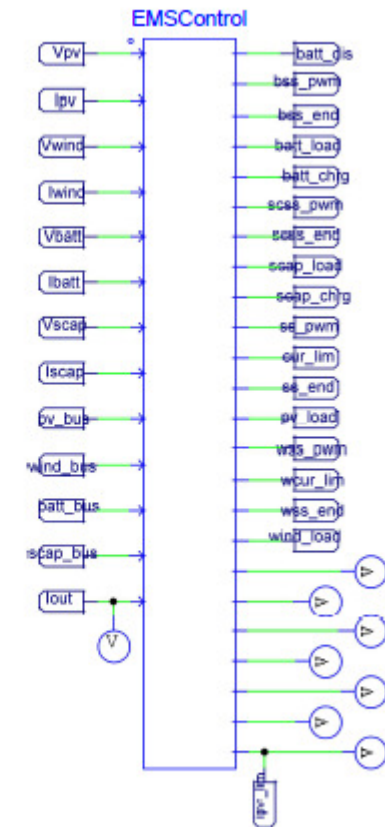 EMSControl
Vpv
Ipv
Vwind
Iwind
Vbatt
Ibatt
Vscap
Iscap
pv_bus
wind_bus
batt_bus
scap_bus
Iout
V
batt_dis
bss_pwm
bss_end
batt_load
batt_chrg
scss_pwm
scss_end
scap_load
scap_chrg
ss_pwm
cur_lim
ss_end
pv_load
wss_pwm
wcur_lim
wss_end
wind_load
V
V
V
V
V
V
V